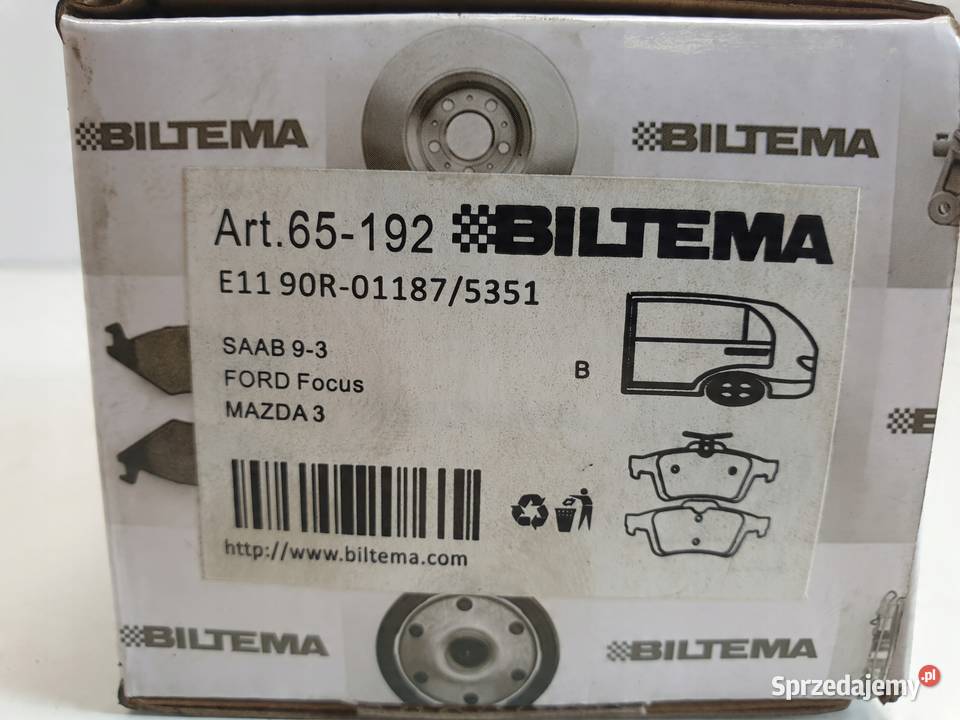 BILTEMA
BILTEMA
Art.65-192 BILTEMA
E11 90R-01187/5351
SAAB 9-3
FORD Focus
MAZDA 3
B
http://www.biltema.com
BILTEMA
BILTEMA
Sprzedajemy.pl